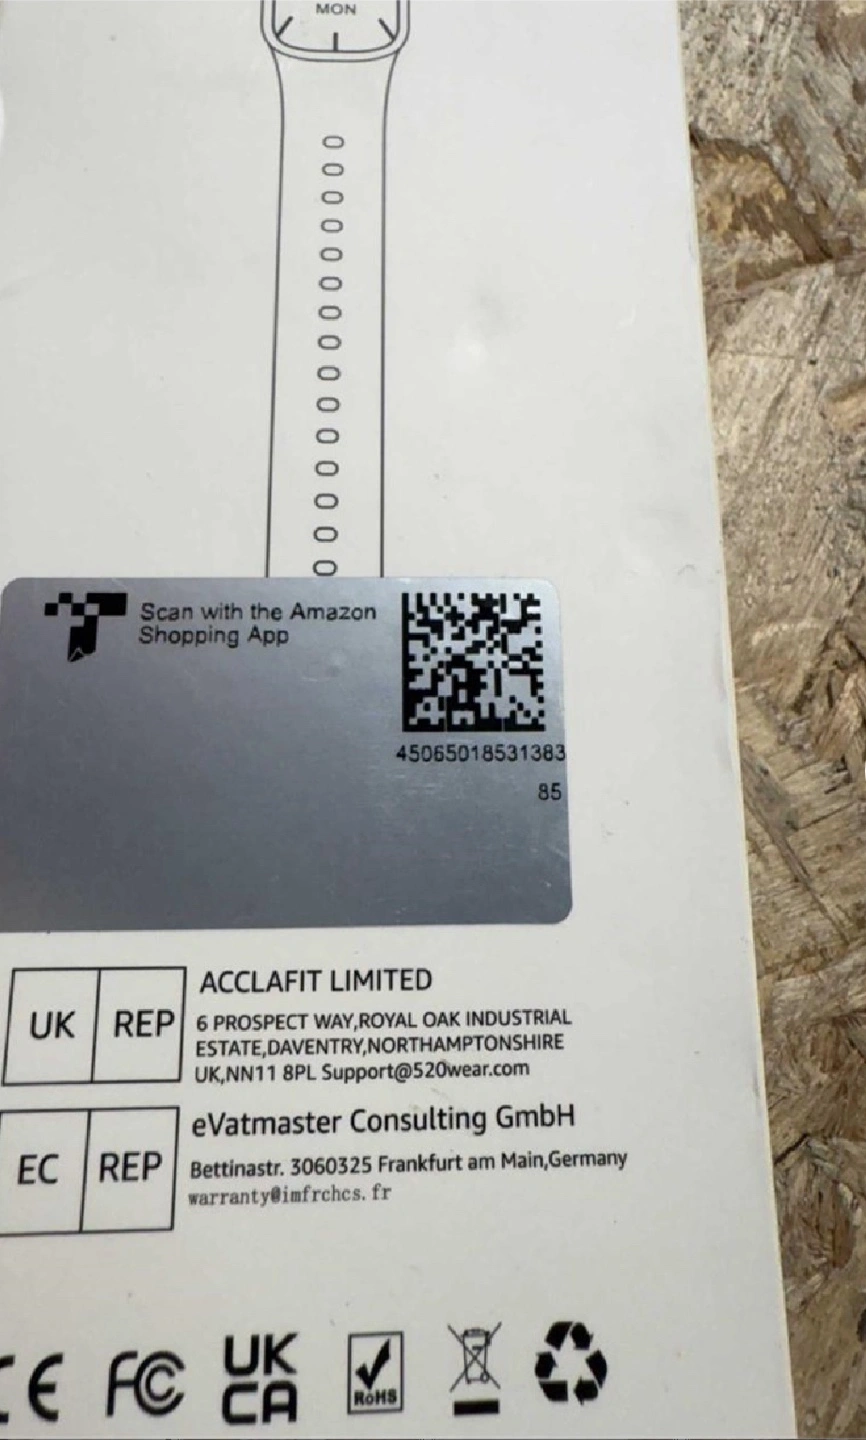 MON
Scan with the Amazon
Shopping App
45065018531383
85
UK REP
ACCLAFIT LIMITED
6 PROSPECT WAY,ROYAL OAK INDUSTRIAL
ESTATE,DAVENTRY,NORTHAMPTONSHIRE
UK,NN11 8PL Support@520wear.com
EC REP
eVatmaster Consulting GmbH
Bettinastr. 3060325 Frankfurt am Main,Germany
warranty@imfrchcs.fr
CE FC UK
CA RoHS